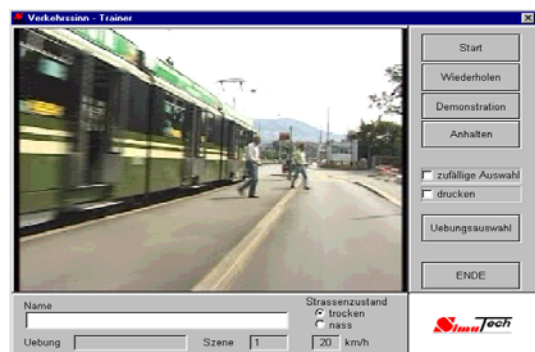 Verkehrssinn - Trainer
Start
Wiederholen
Demonstration
Anhalten
zufällige Auswahl
drucken
Uebungsauswahl
ENDE
Name
Strassenzustand
trocken
nass
Uebung
Szene 1
20 km/h
SimuTech